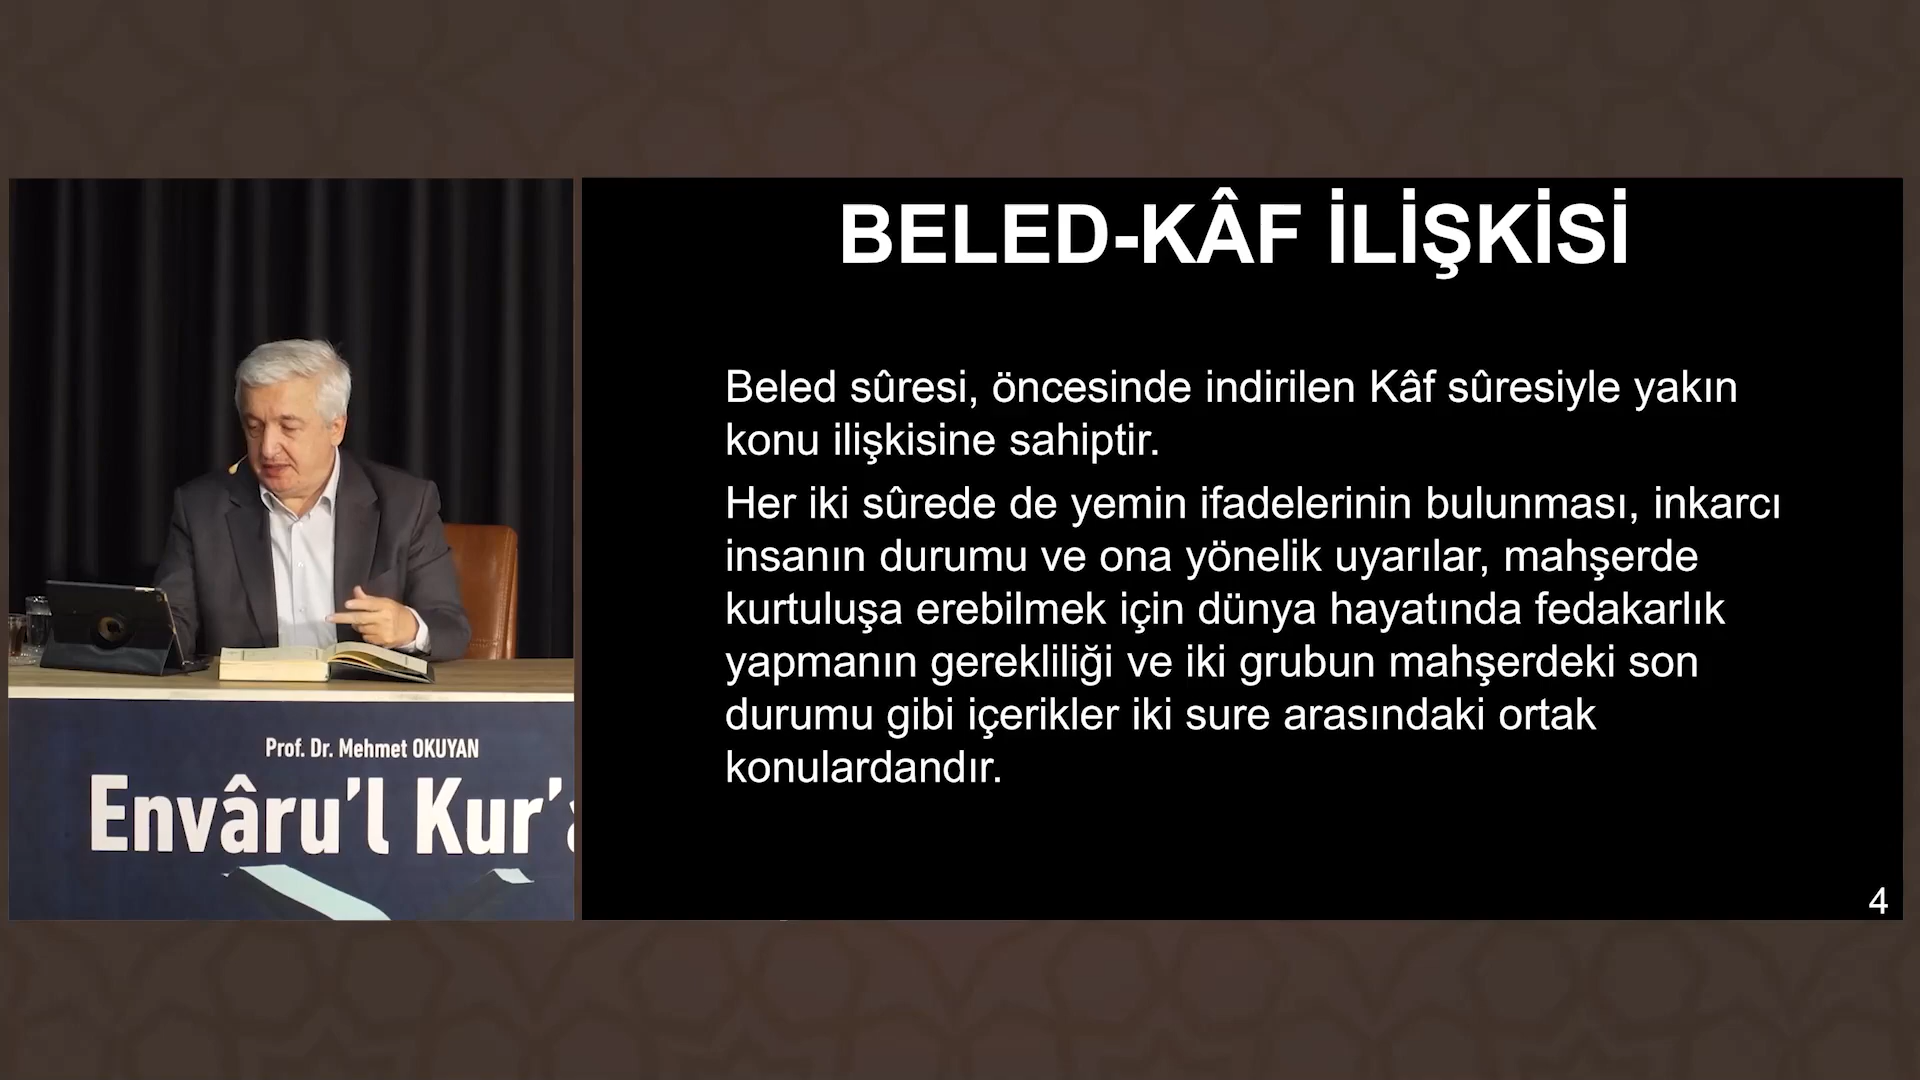 Prof. Dr. Mehmet OKUYAN
Envâru'l Kur'a
BELED-KÂF İLİŞKİSİ
Beled sûresi, öncesinde indirilen Kâf sûresiyle yakın
konu ilişkisine sahiptir.
Her iki sûrede de yemin ifadelerinin bulunması, inkarcı
insanın durumu ve ona yönelik uyarılar, mahşerde
kurtuluşa erebilmek için dünya hayatında fedakarlık
yapmanın gerekliliği ve iki grubun mahşerdeki son
durumu gibi içerikler iki sure arasındaki ortak
konulardandır.
4